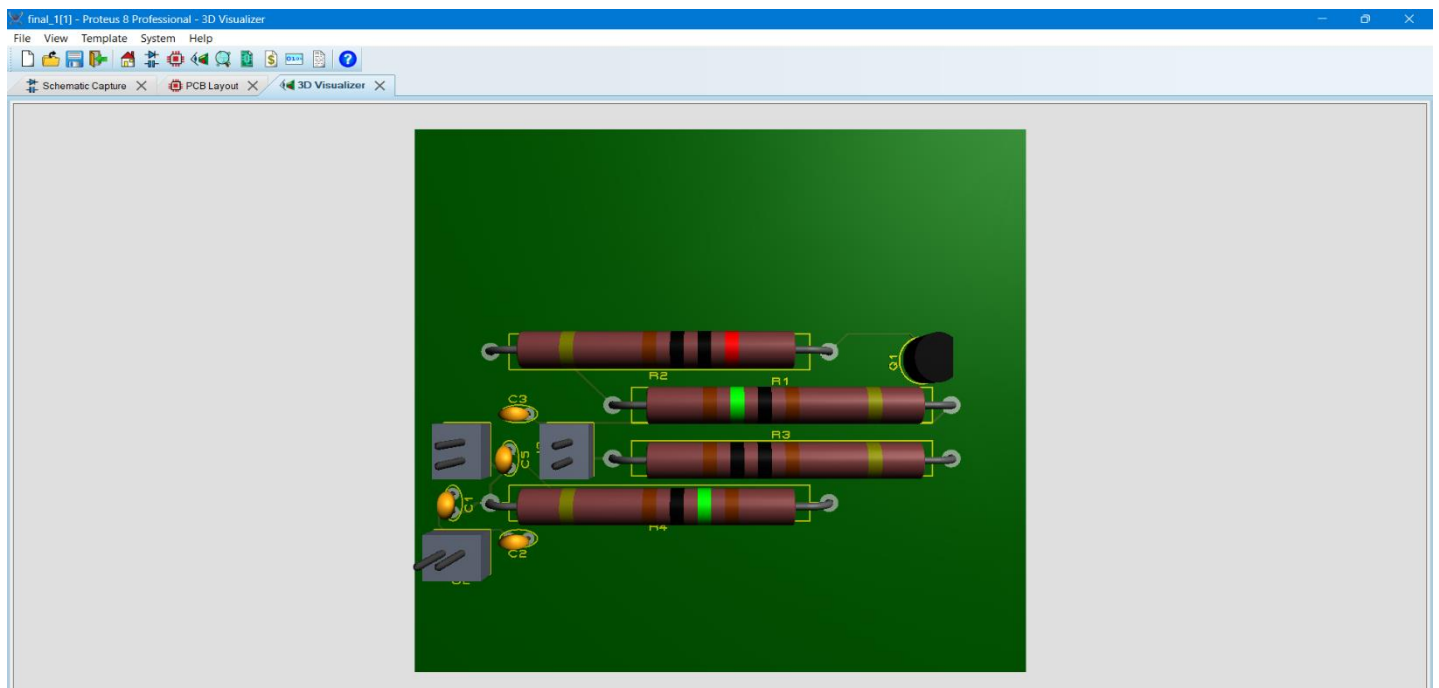 final_1[1] - Proteus 8 Professional - 3D Visualizer
File View Template System Help
Schematic Capture
PCB Layout
3D Visualizer
R2
R1
Q1
C3
R3
C5
C1
R4
C2